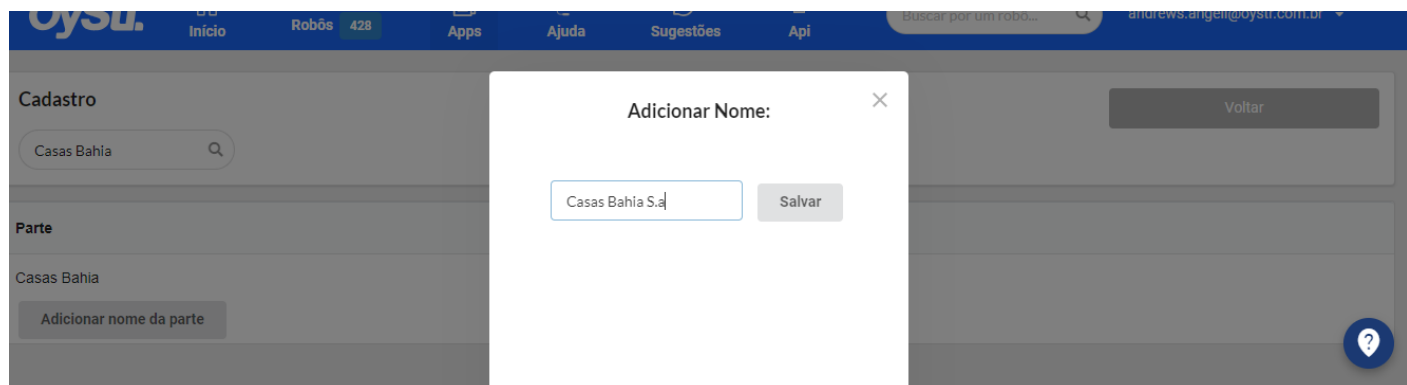 Oystr.
Início
Robôs 428
Apps
Ajuda
Sugestões
Api
Buscar por um robô...
andrews.angeli@oystr.com.br
Cadastro
Casas Bahia
Voltar
Adicionar Nome:
Casas Bahia S.a
Salvar
Parte
Casas Bahia
Adicionar nome da parte
?